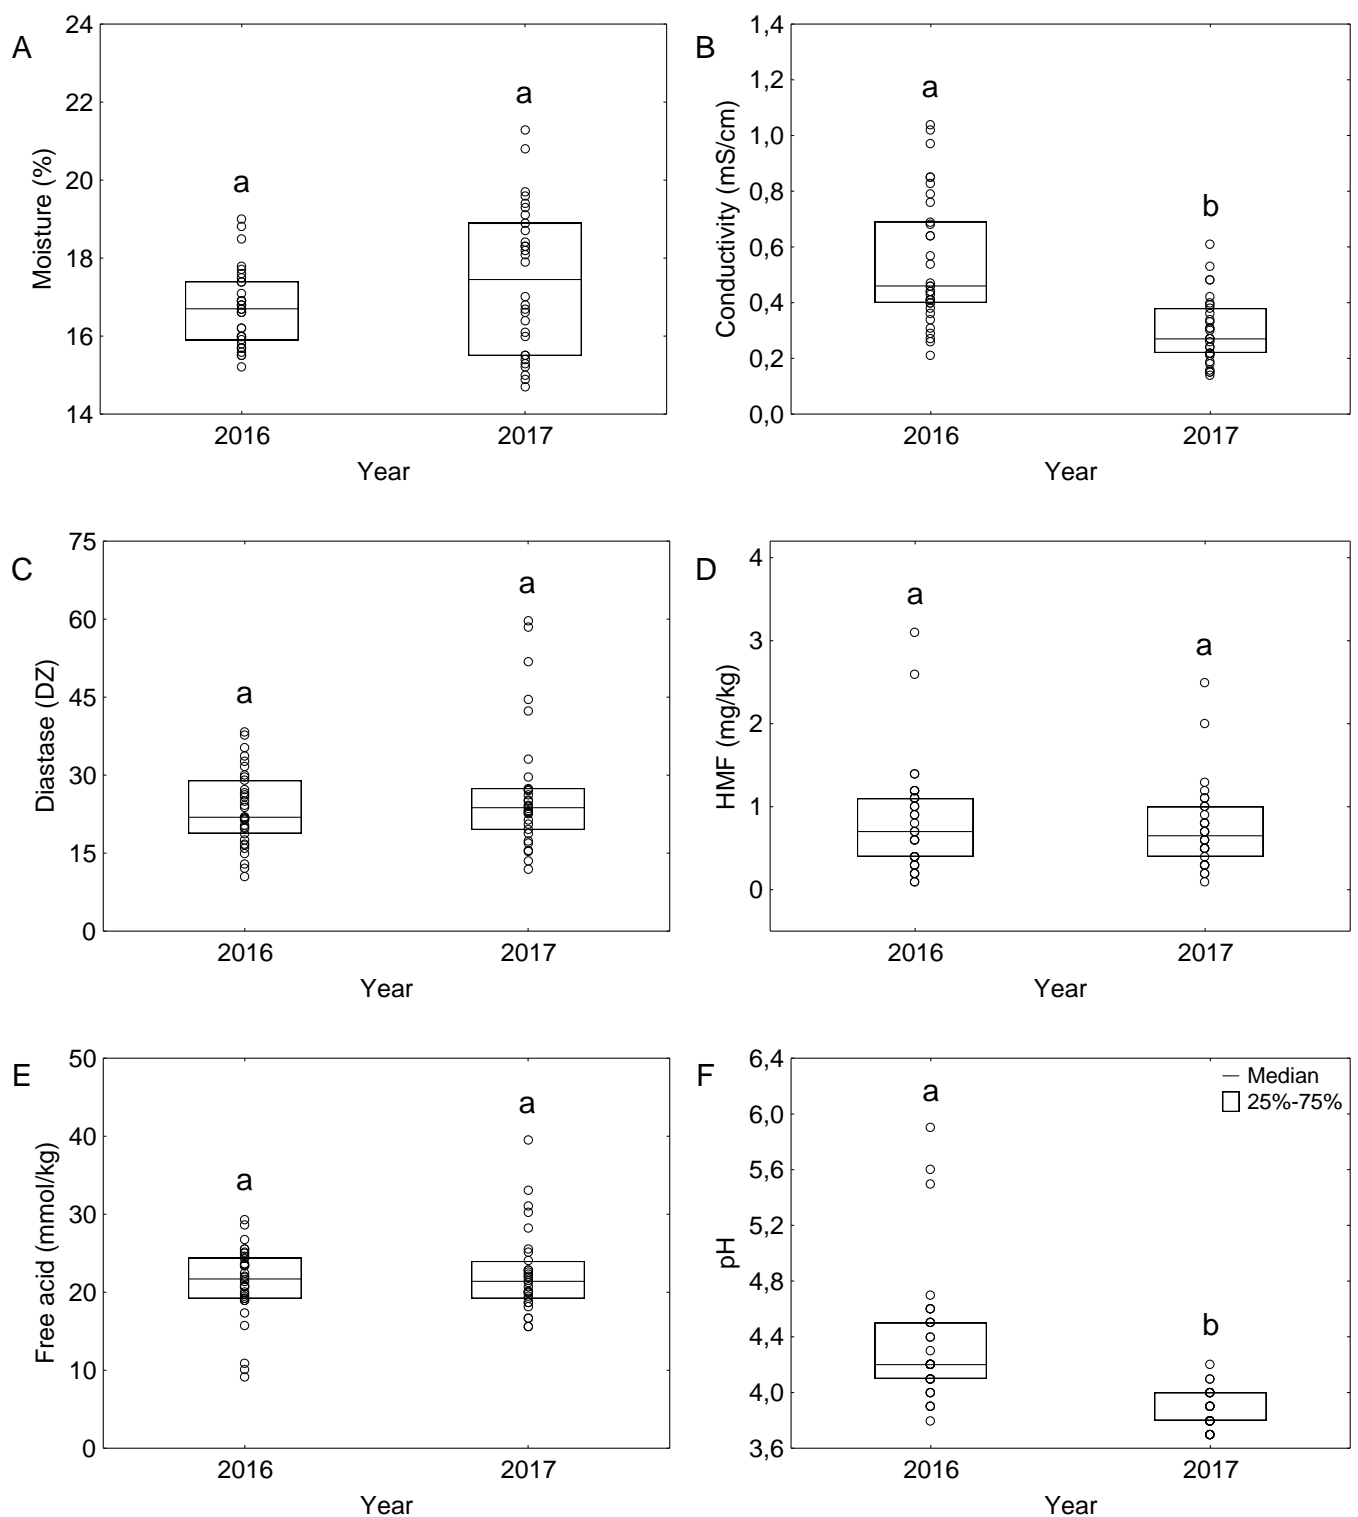 A
Moisture (%)
24
22
20
18
16
14
a
a
2016
2017
Year
B
Conductivity (mS/cm)
1,4
1,2
1,0
0,8
0,6
0,4
0,2
0,0
a
b
2016
2017
Year
C
Diastase (DZ)
75
60
45
30
15
0
a
a
2016
2017
Year
D
HMF (mg/kg)
4
3
2
1
0
a
a
2016
2017
Year
E
Free acid (mmol/kg)
50
40
30
20
10
0
a
a
2016
2017
Year
F
pH
6,4
6,0
5,6
5,2
4,8
4,4
4,0
3,6
a
b
Median
25%-75%
2016
2017
Year